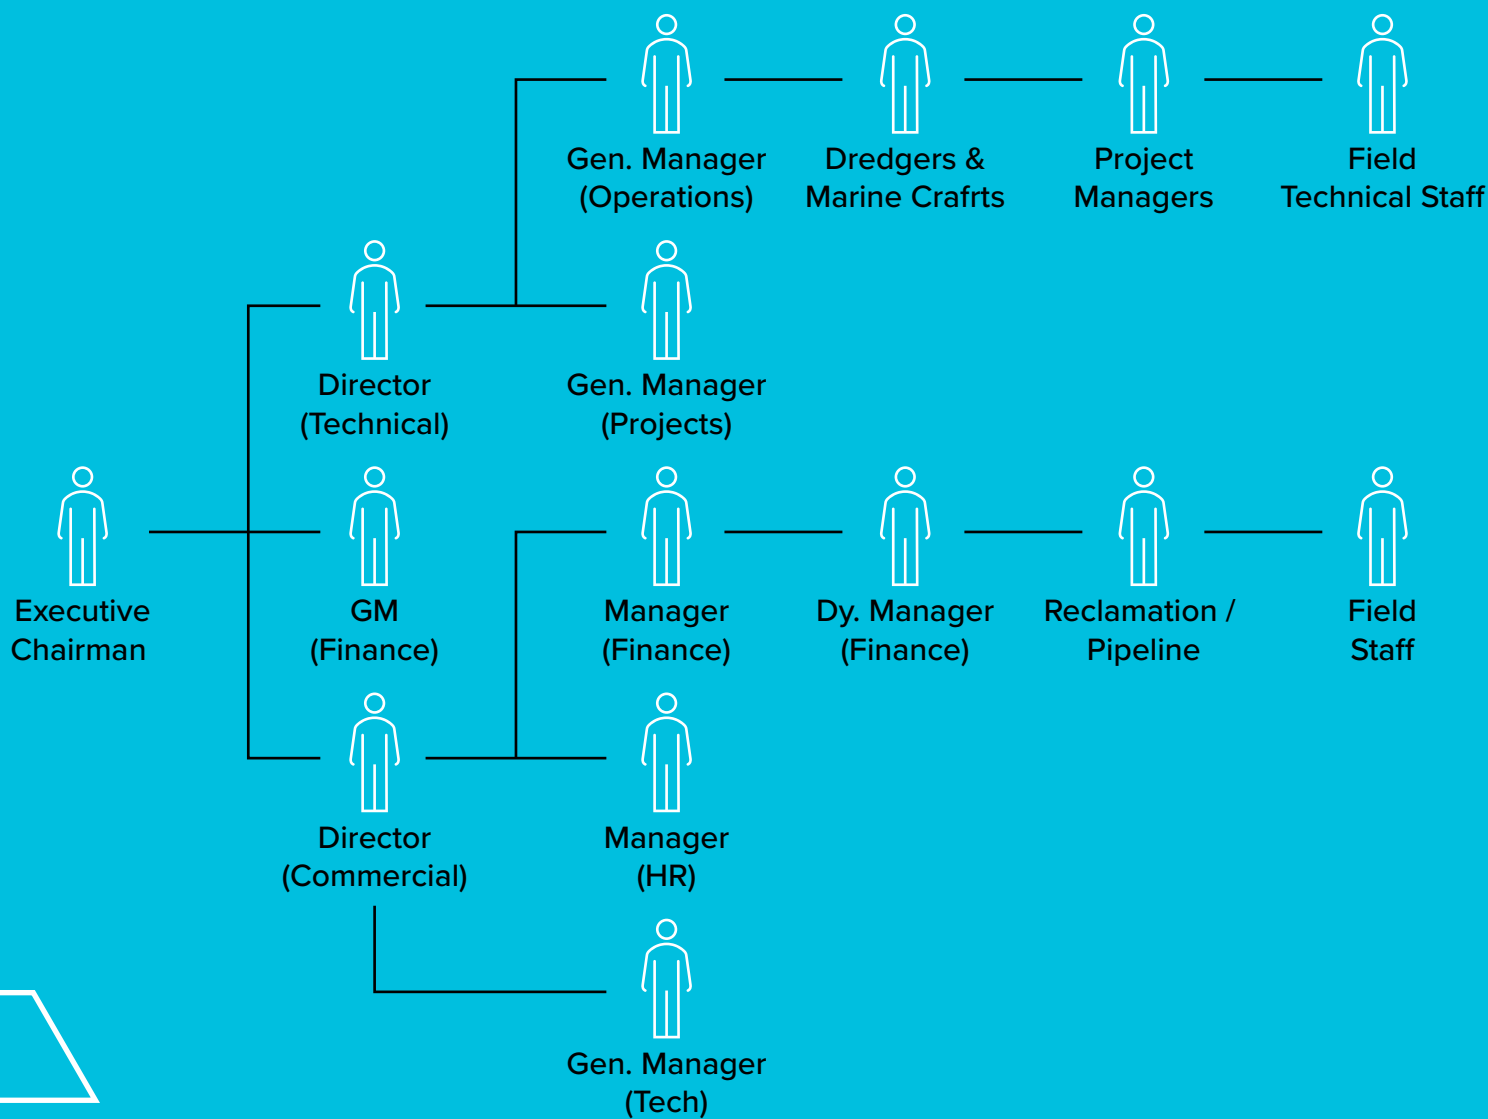 Gen. Manager
(Operations)
Dredgers &
Marine Crafrts
Project
Managers
Field
Technical Staff
Director
(Technical)
Gen. Manager
(Projects)
Executive
Chairman
GM
(Finance)
Manager
(Finance)
Dy. Manager
(Finance)
Reclamation /
Pipeline
Field
Staff
Director
(Commercial)
Manager
(HR)
Gen. Manager
(Tech)